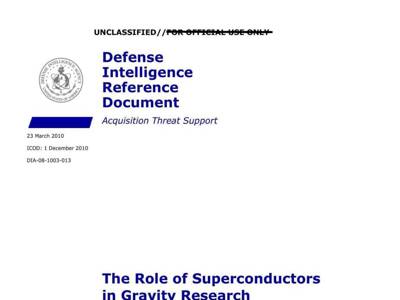 UNCLASSIFIED//FOR OFFICIAL USE ONLY
Defense
Intelligence
Reference
Document
Acquisition Threat Support
23 March 2010
ICOD: 1 December 2010
DIA-08-1003-013
The Role of Superconductors
in Gravity Research